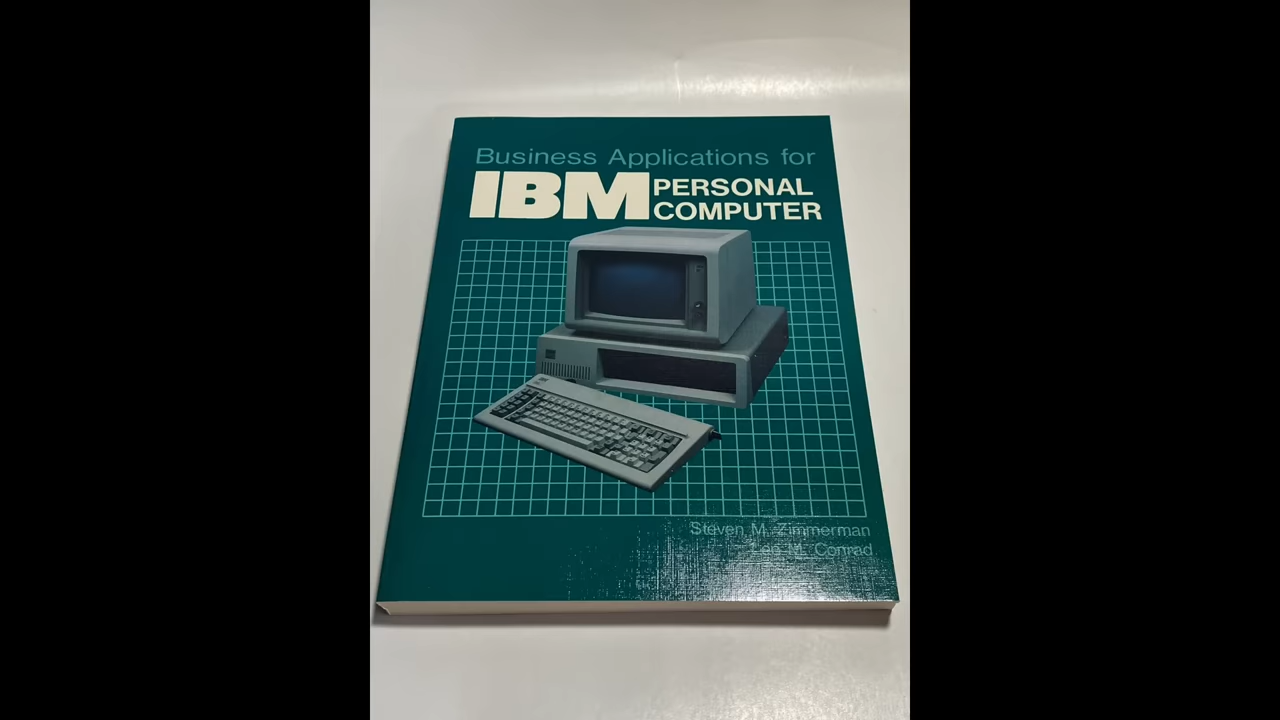 Business Applications for
IBM PERSONAL
COMPUTER
Steven M. Zimmerman
Leo M. Conrad